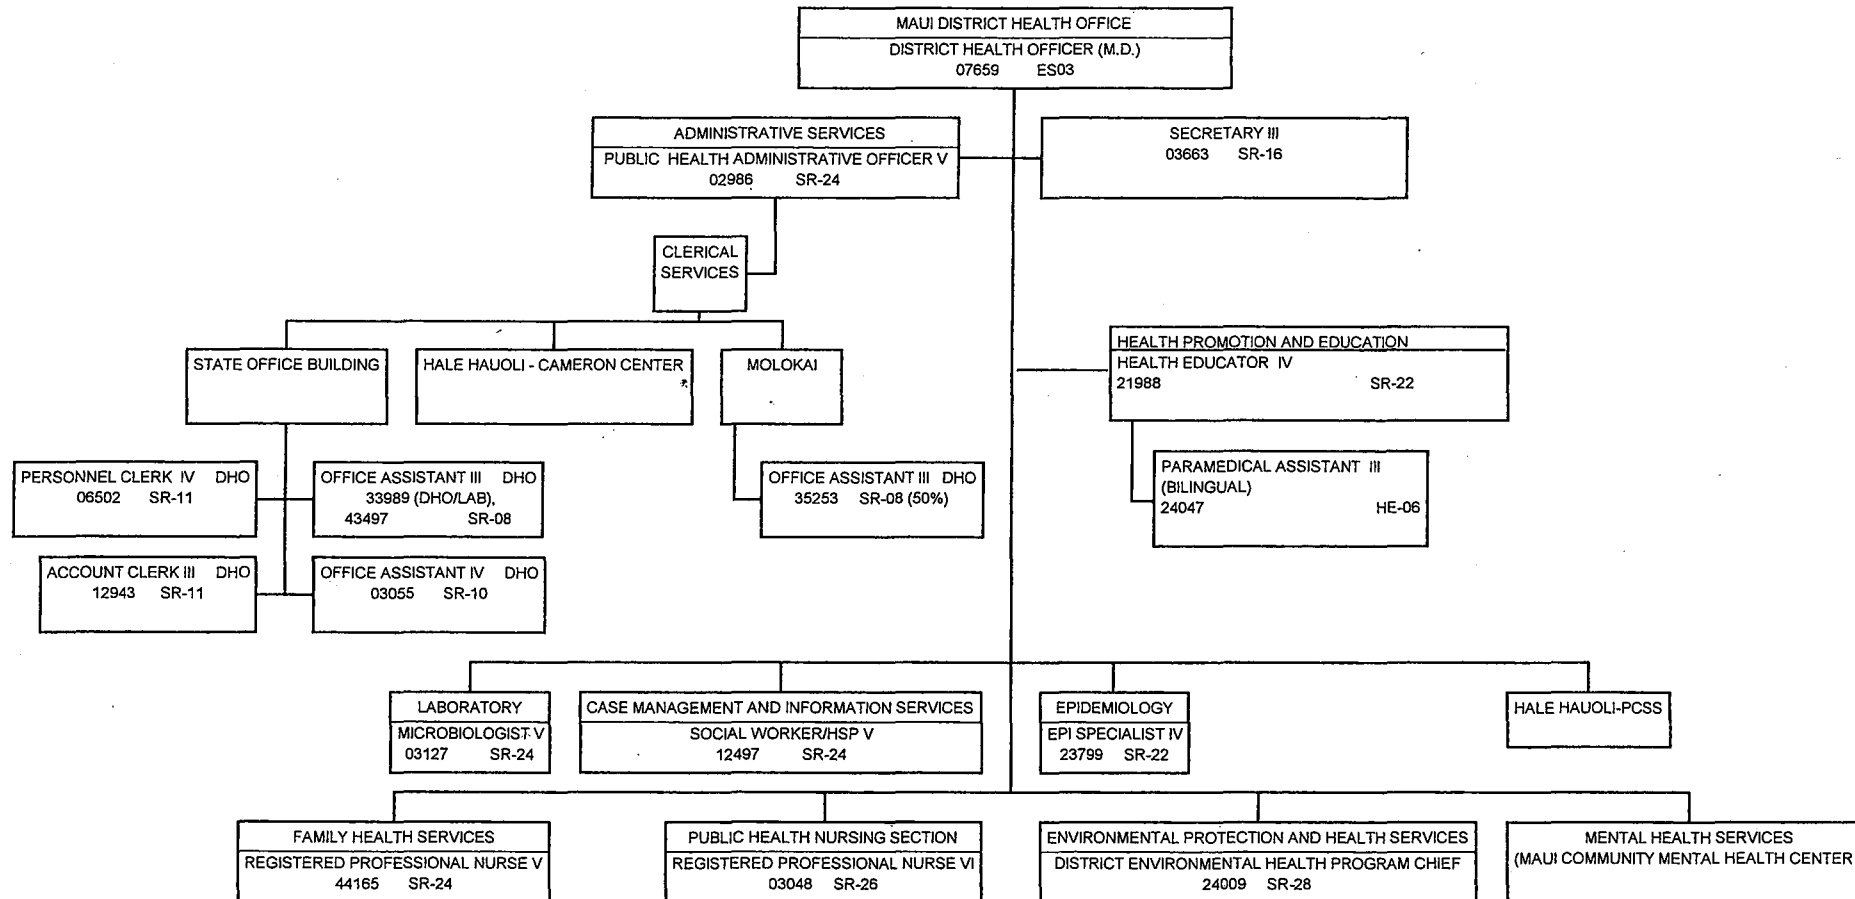 MAUI DISTRICT HEALTH OFFICE
DISTRICT HEALTH OFFICER (M.D.)
07659 ES03
ADMINISTRATIVE SERVICES
PUBLIC HEALTH ADMINISTRATIVE OFFICER V
02986 SR-24
SECRETARY III
03663 SR-16
CLERICAL
SERVICES
STATE OFFICE BUILDING
HALE HAUOLI - CAMERON CENTER
MOLOKAI
HEALTH PROMOTION AND EDUCATION
HEALTH EDUCATOR IV
21988 SR-22
PERSONNEL CLERK IV DHO
06502 SR-11
OFFICE ASSISTANT III DHO
33989 (DHO/LAB),
43497 SR-08
OFFICE ASSISTANT III DHO
35253 SR-08 (50%)
PARAMEDICAL ASSISTANT III
(BILINGUAL)
24047 HE-06
ACCOUNT CLERK III DHO
12943 SR-11
OFFICE ASSISTANT IV DHO
03055 SR-10
LABORATORY
MICROBIOLOGIST V
03127 SR-24
CASE MANAGEMENT AND INFORMATION SERVICES
SOCIAL WORKER/HSP V
12497 SR-24
EPIDEMIOLOGY
EPI SPECIALIST IV
23799 SR-22
HALE HAUOLI-PCSS
FAMILY HEALTH SERVICES
REGISTERED PROFESSIONAL NURSE V
44165 SR-24
PUBLIC HEALTH NURSING SECTION
REGISTERED PROFESSIONAL NURSE VI
03048 SR-26
ENVIRONMENTAL PROTECTION AND HEALTH SERVICES
DISTRICT ENVIRONMENTAL HEALTH PROGRAM CHIEF
24009 SR-28
MENTAL HEALTH SERVICES
(MAUI COMMUNITY MENTAL HEALTH CENTER